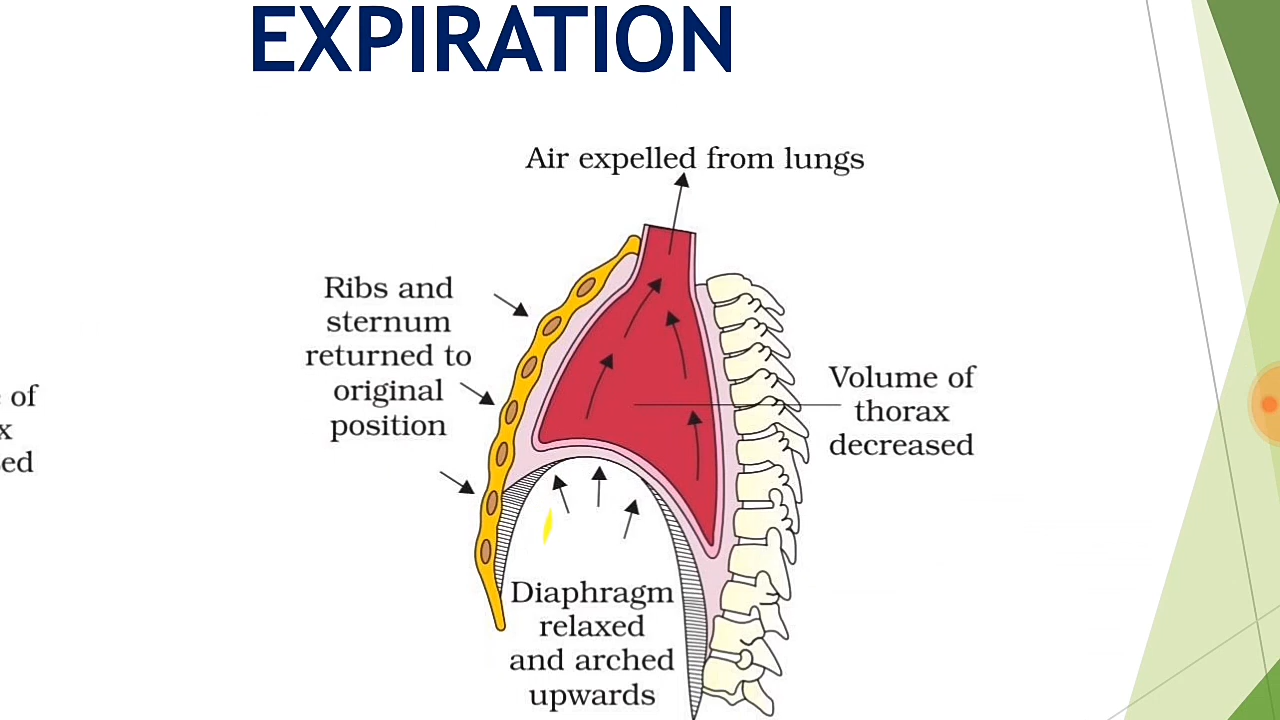 EXPIRATION
Air expelled from lungs
Ribs and
sternum
returned to
original
position
of
ed
Volume of
thorax
decreased
Diaphragm
relaxed
and arched
upwards